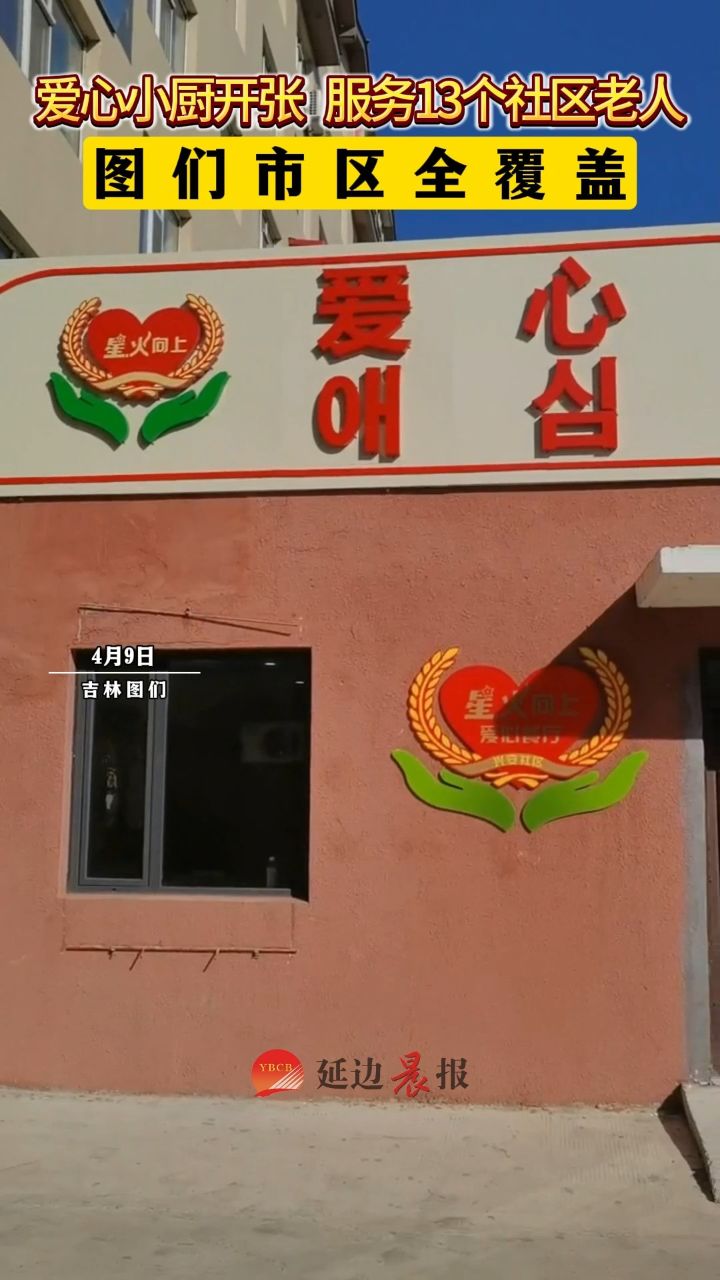 爱心小厨开张 服务13个社区老人
图们市区全覆盖
爱 心
星火向上
애 심
4月9日
吉林图们
星火向上
爱心餐厅
兴安社区
YBCB 延边晨报